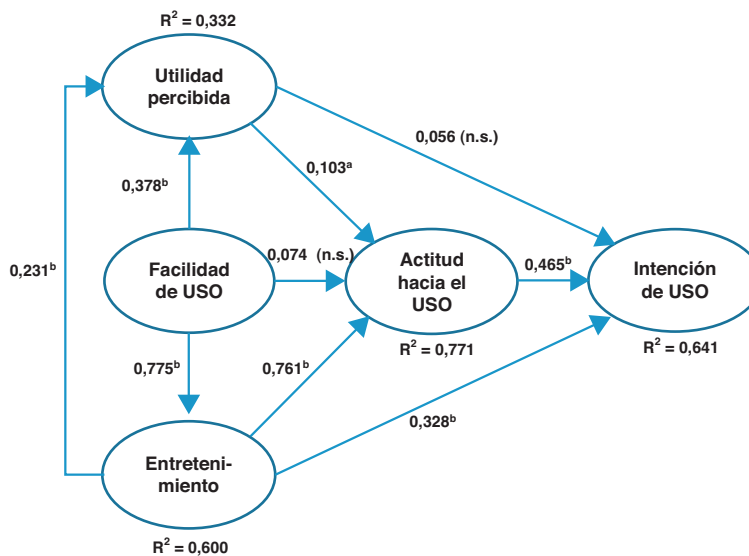 R² = 0,332
Utilidad
percibida
0,056 (n.s.)
0,103ᵃ
0,378ᵇ
0,231ᵇ
Facilidad
de USO
0,074 (n.s.)
Actitud
hacia el
USO
0,465ᵇ
Intención
de USO
R² = 0,771
R² = 0,641
0,775ᵇ
0,761ᵇ
0,328ᵇ
Entreteni-
miento
R² = 0,600